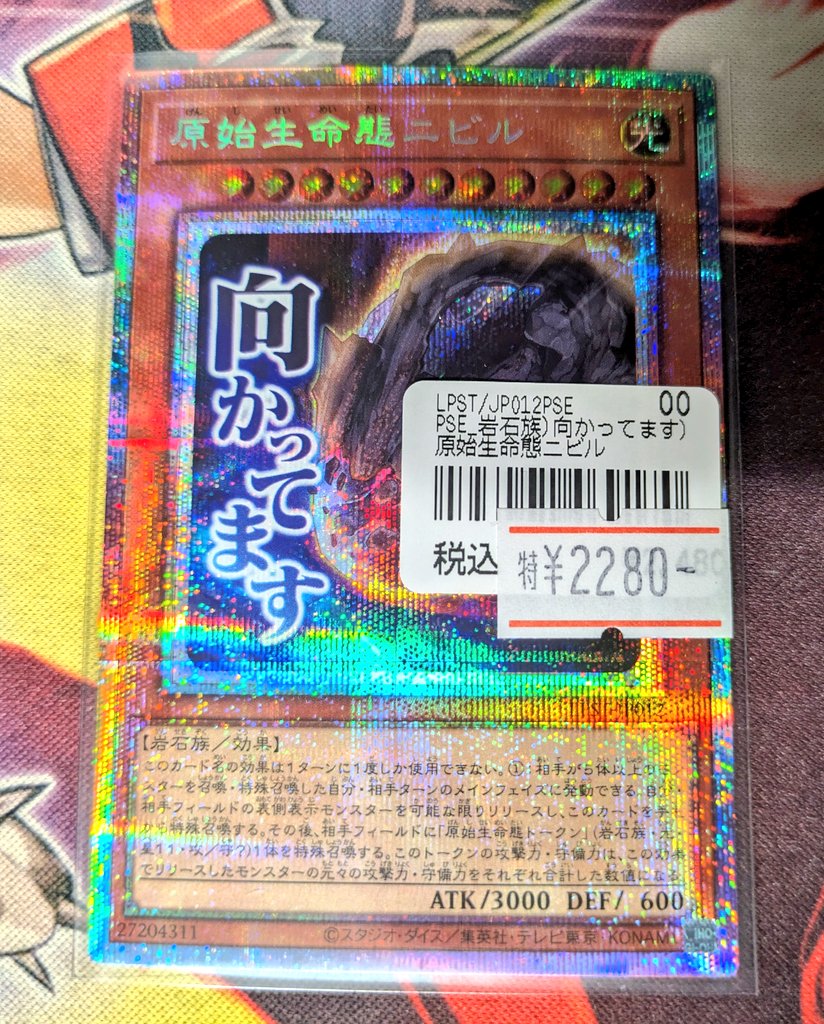 原始生命態ニビル
光
向かってます
LPST/JP012PSE 00
PSE_岩石族)向かってます)
原始生命態ニビル
税込
特¥2280-
【岩石族/効果】
このカード名の効果は1ターンに1度しか使用できない。①:相手が5体以上の
スターを召喚・特殊召喚した自分・相手ターンのメインフェイズに発動できる。自分・
相手フィールドの表側表示モンスターを可能な限りリリースし、このカードを手
から特殊召喚する。その後、相手フィールドに「原始生命態トークン」(岩石族・光・
星11・攻/守?)1体を特殊召喚する。このトークンの攻撃力・守備力は、この効果
でリリースしたモンスターの元々の攻撃力・守備力をそれぞれ合計した数値になる
ATK/3000 DEF/ 600
27204311
©スタジオ・ダイス/集英社・テレビ東京 KONAMI